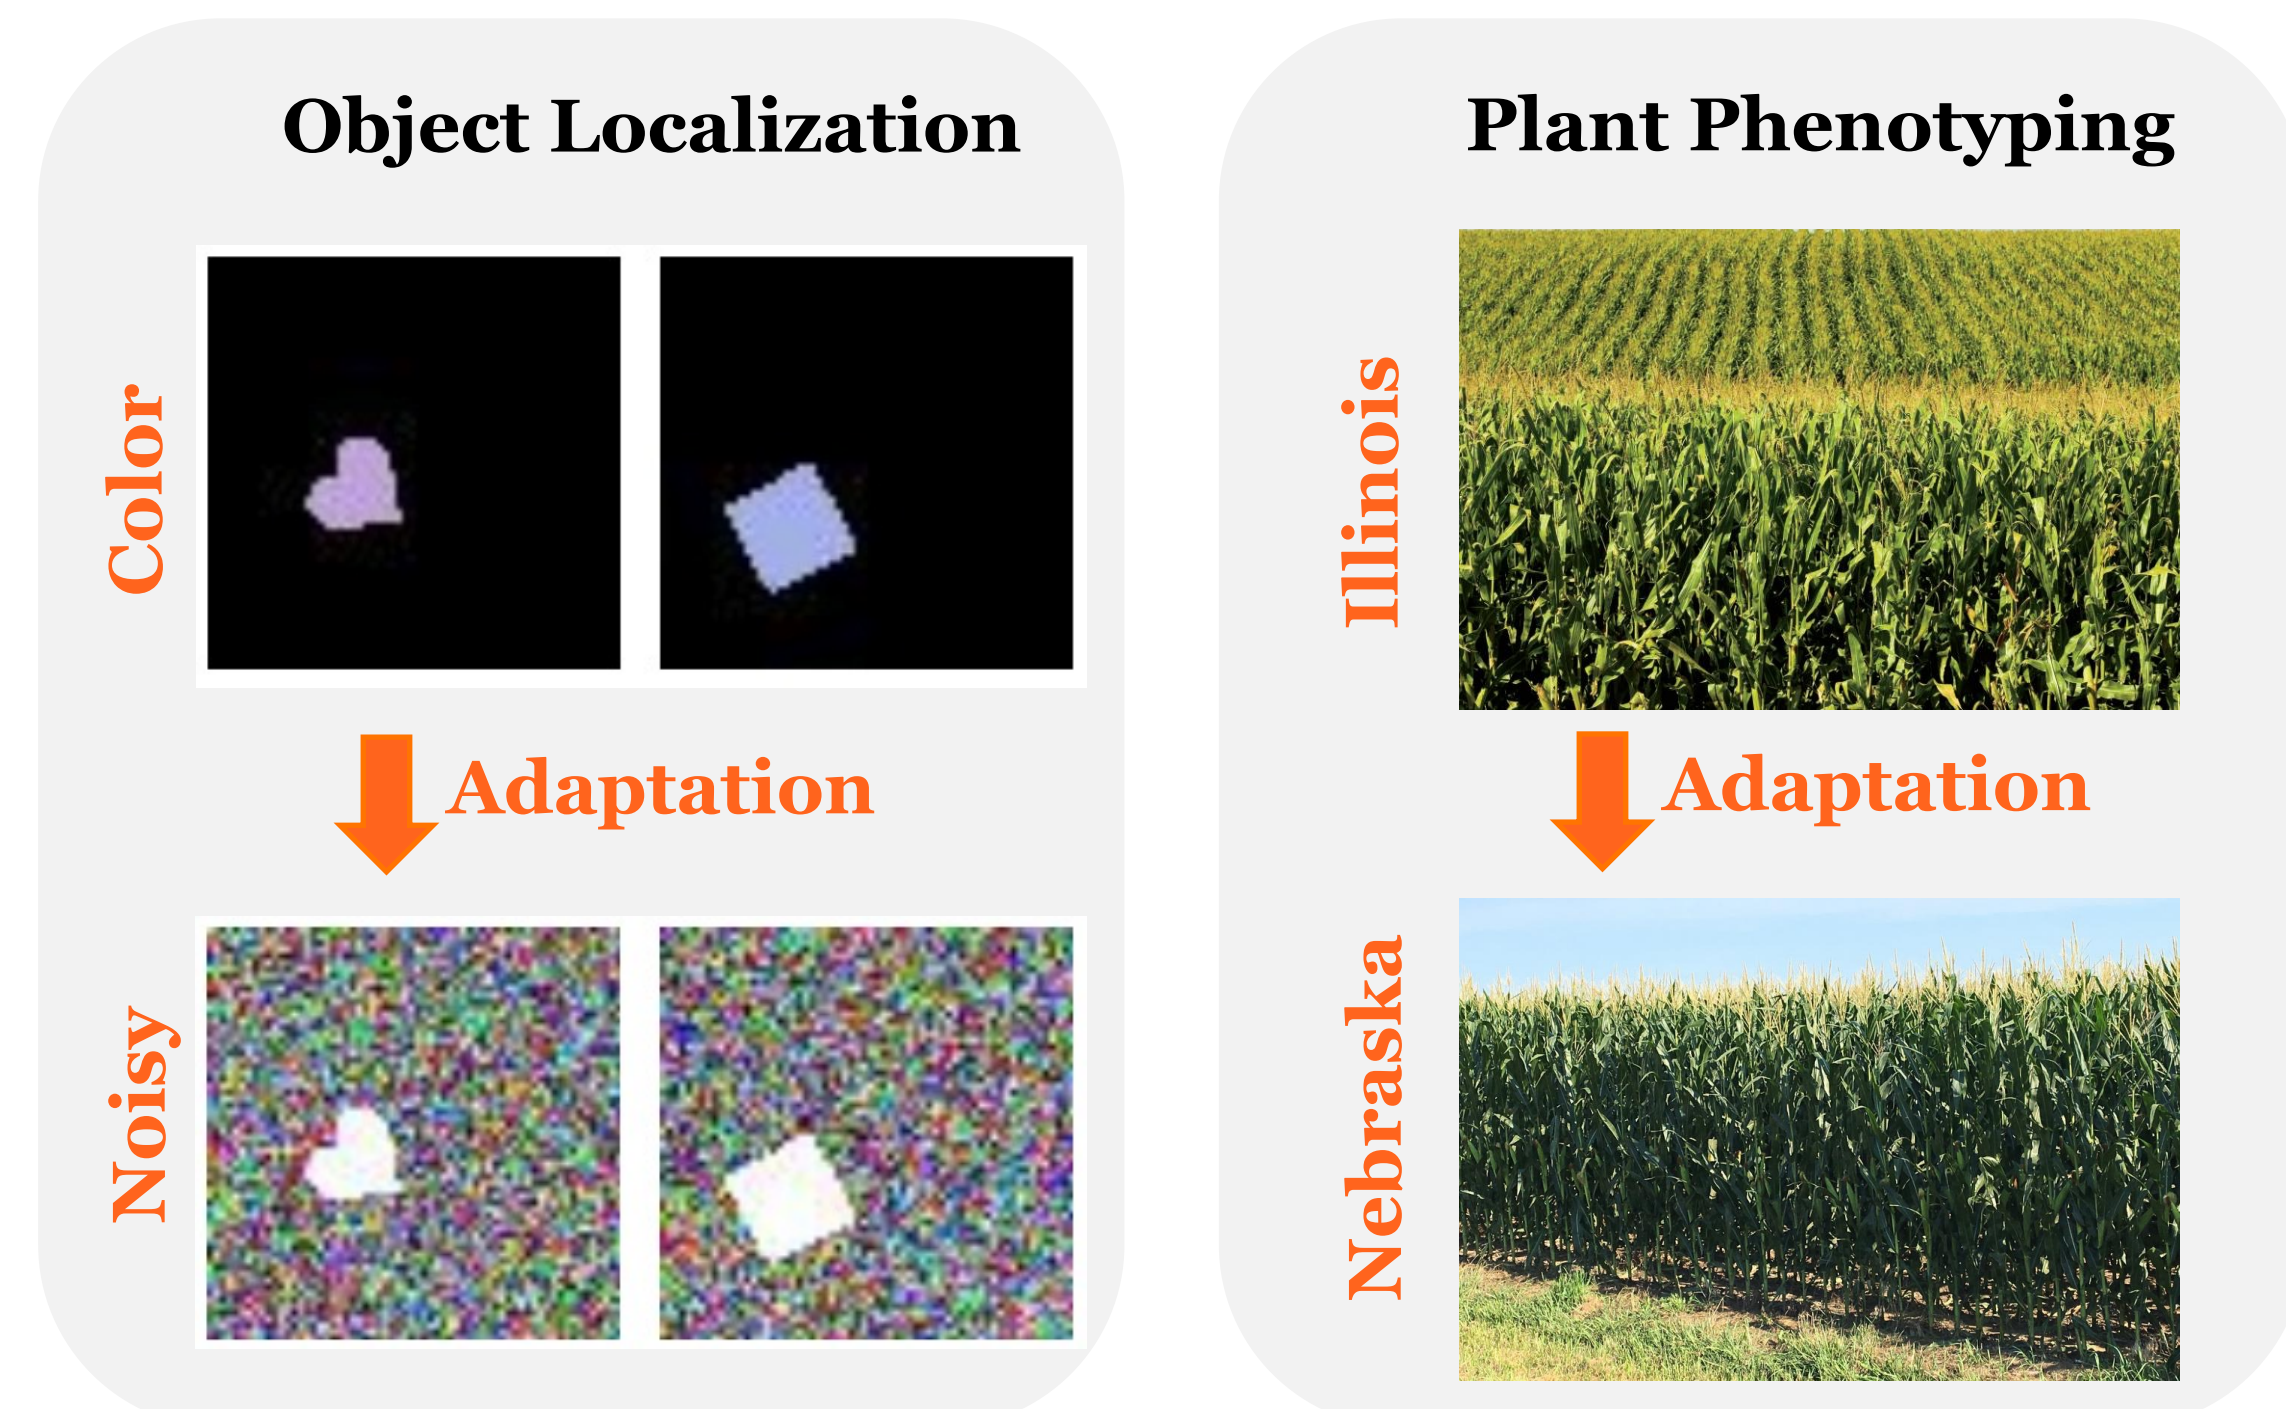 Object Localization
Color
Adaptation
Noisy
Plant Phenotyping
Illinois
Adaptation
Nebraska